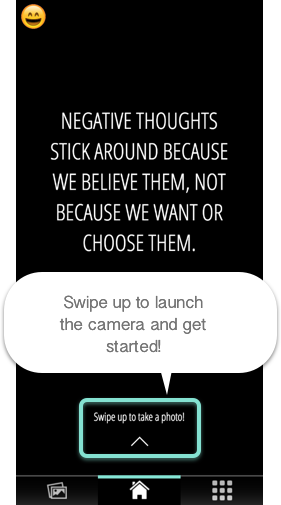 NEGATIVE THOUGHTS
STICK AROUND BECAUSE
WE BELIEVE THEM, NOT
BECAUSE WE WANT OR
CHOOSE THEM.
Swipe up to launch
the camera and get
started!
Swipe up to take a photo!